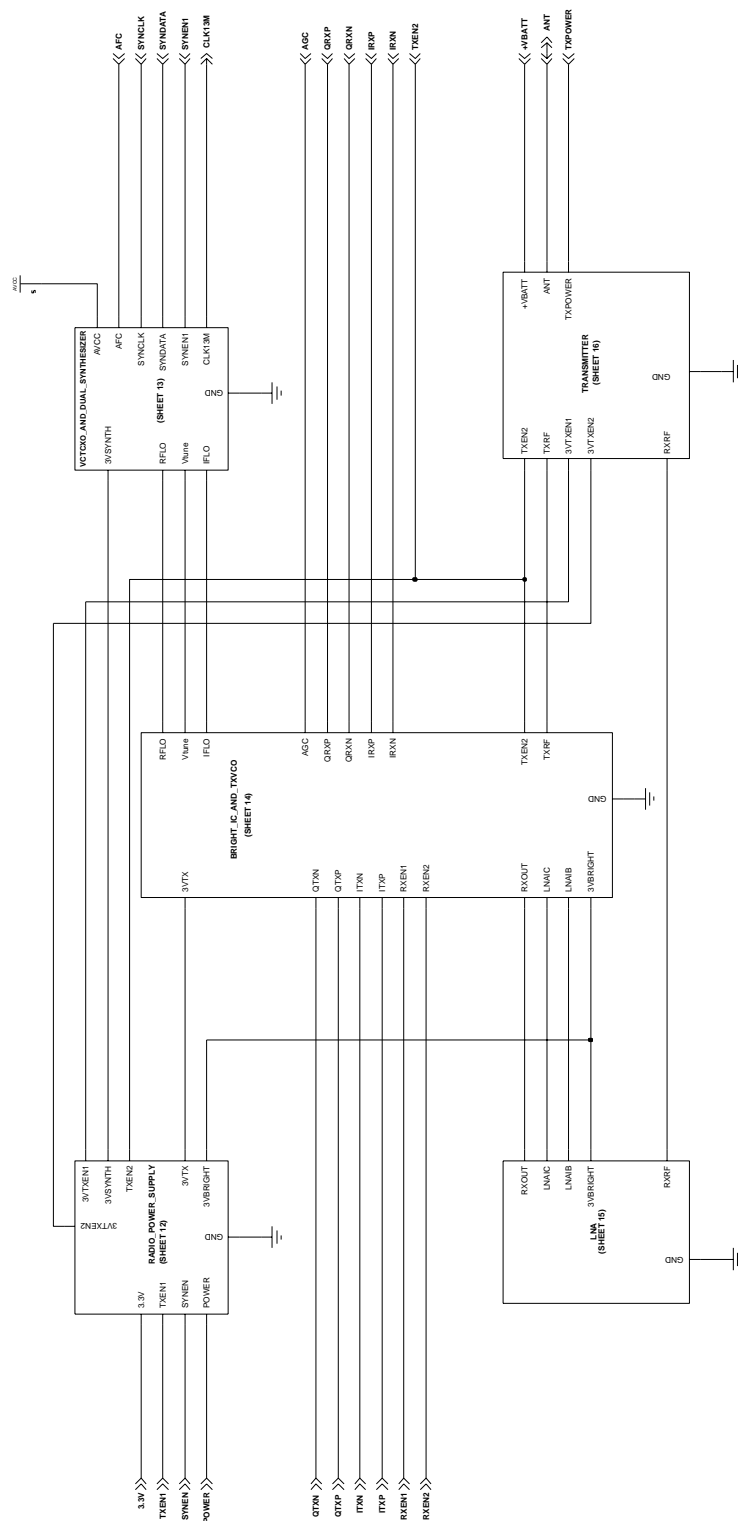 AFC
SYNCLK
SYNDATA
SYNEN1
CLK13M
AGC
QRXP
QRXN
IRXP
IRXN
TXEN2
+VBATT
ANT
TXPOWER
AVCC
S
VCTCXO_AND_DUAL_SYNTHESIZER
(SHEET 13)
AVCC
AFC
SYNCLK
SYNDATA
SYNEN1
CLK13M
GND
3VSYNTH
RFLO
Vtune
IFLO
TRANSMITTER
(SHEET 16)
+VBATT
ANT
TXPOWER
GND
TXEN2
TXRF
3VTXEN1
3VTXEN2
RXRF
BRIGHT_IC_AND_TXVCO
(SHEET 14)
RFLO
Vtune
IFLO
AGC
QRXP
QRXN
IRXP
IRXN
TXEN2
TXRF
GND
3VTX
QTXN
QTXP
ITXN
ITXP
RXEN1
RXEN2
RXOUT
LNAIC
LNAIB
3VBRIGHT
RADIO_POWER_SUPPLY
(SHEET 12)
3VTXEN2
3VTXEN1
3VSYNTH
TXEN2
3VTX
3VBRIGHT
GND
3.3V
TXEN1
SYNEN
POWER
LNA
(SHEET 15)
RXOUT
LNAIC
LNAIB
3VBRIGHT
RXRF
GND
3.3V
TXEN1
SYNEN
POWER
QTXN
QTXP
ITXN
ITXP
RXEN1
RXEN2